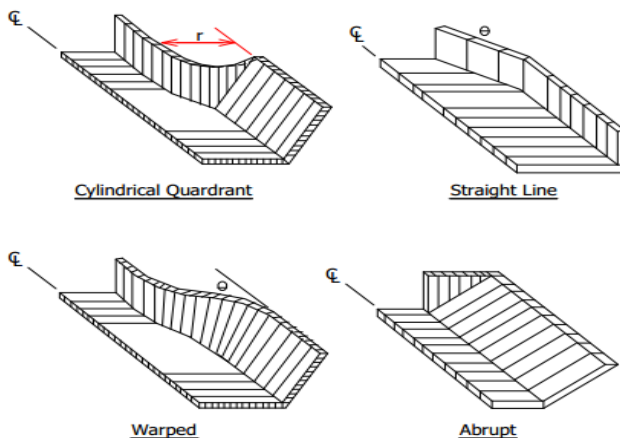 ℄
r
Cylindrical Quardrant
℄
Θ
Straight Line
℄
Θ
Warped
℄
Abrupt